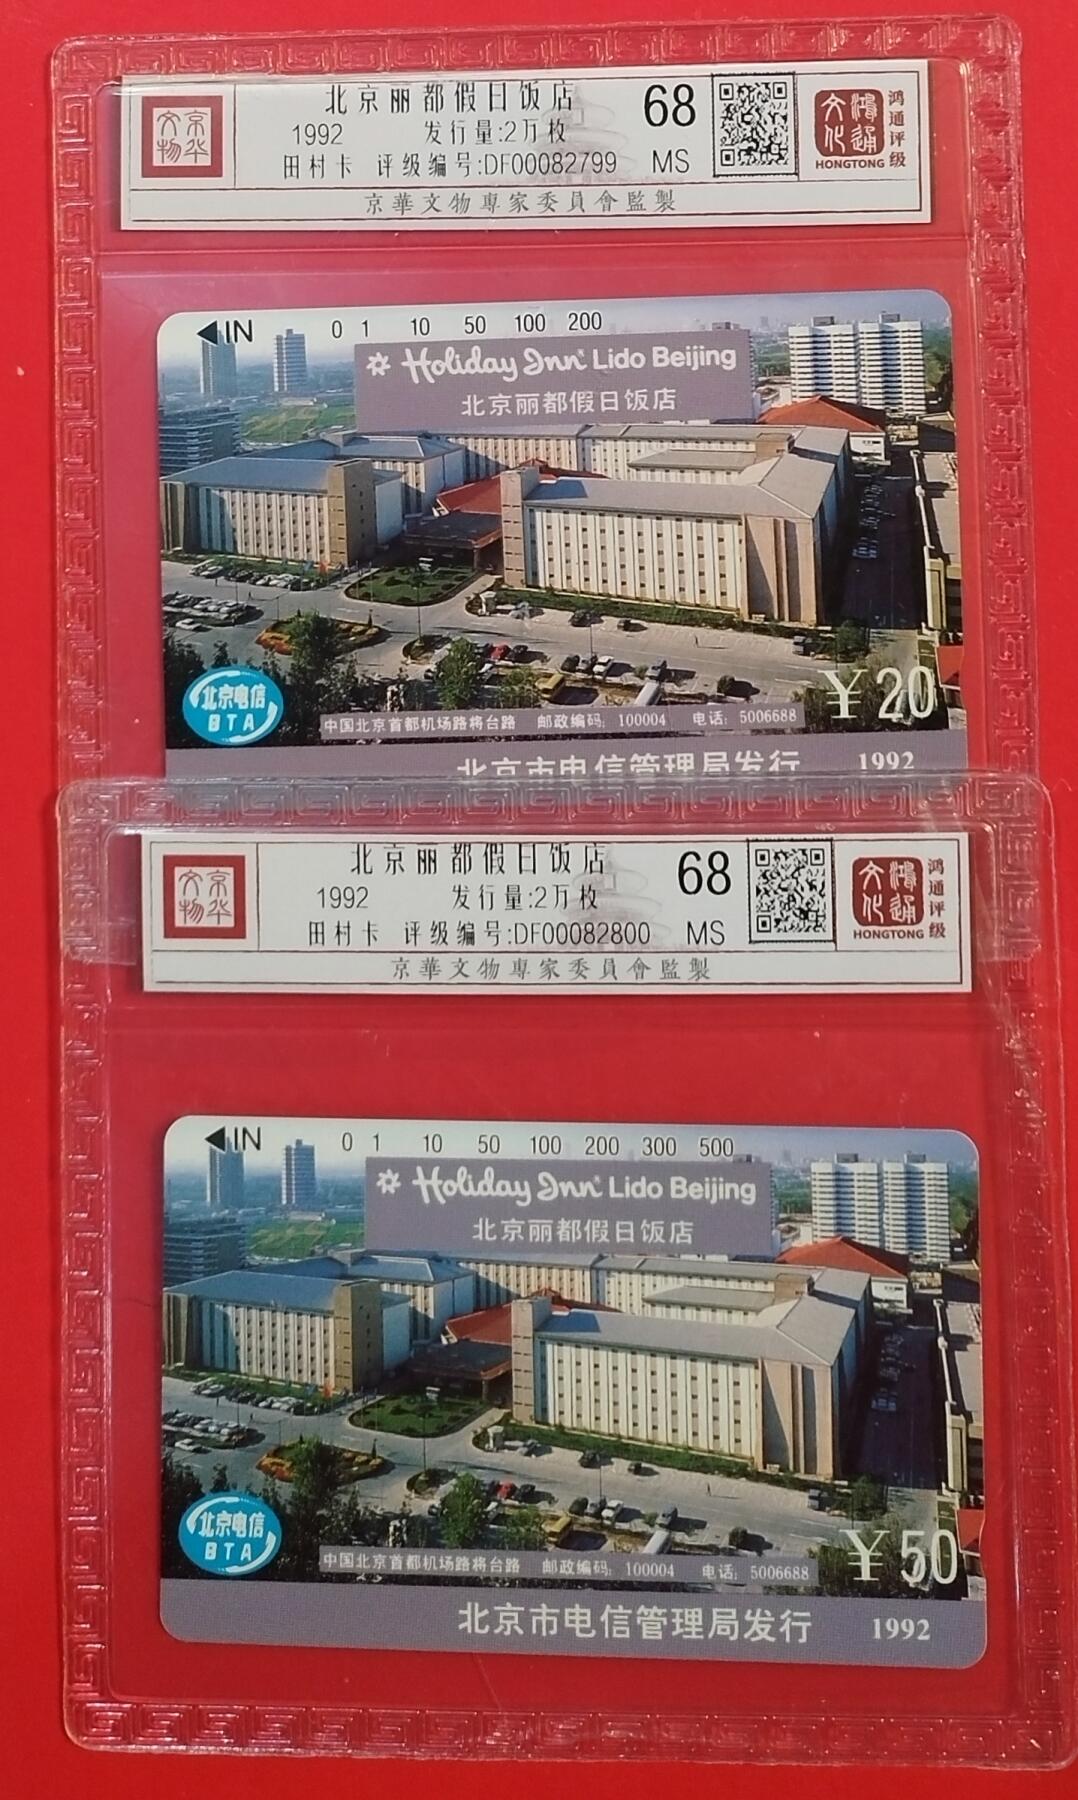 京华文物
北京丽都假日饭店
1992 发行量:2万枚
田村卡 评级编号:DF00082799
68
MS
鸿通文化
HONGTONG
鸿通评级
京華文物專家委員會監製
IN 0 1 10 50 100 200
Holiday Inn Lido Beijing
北京丽都假日饭店
北京电信
BTA
中国北京首都机场路将台路 邮政编码：100004 电话：5006688
￥20
北京市电信管理局发行 1992
京华文物
北京丽都假日饭店
1992 发行量:2万枚
田村卡 评级编号:DF00082800
68
MS
鸿通文化
HONGTONG
鸿通评级
京華文物專家委員會監製
IN 0 1 10 50 100 200 300 500
Holiday Inn Lido Beijing
北京丽都假日饭店
北京电信
BTA
中国北京首都机场路将台路 邮政编码：100004 电话：5006688
￥50
北京市电信管理局发行 1992